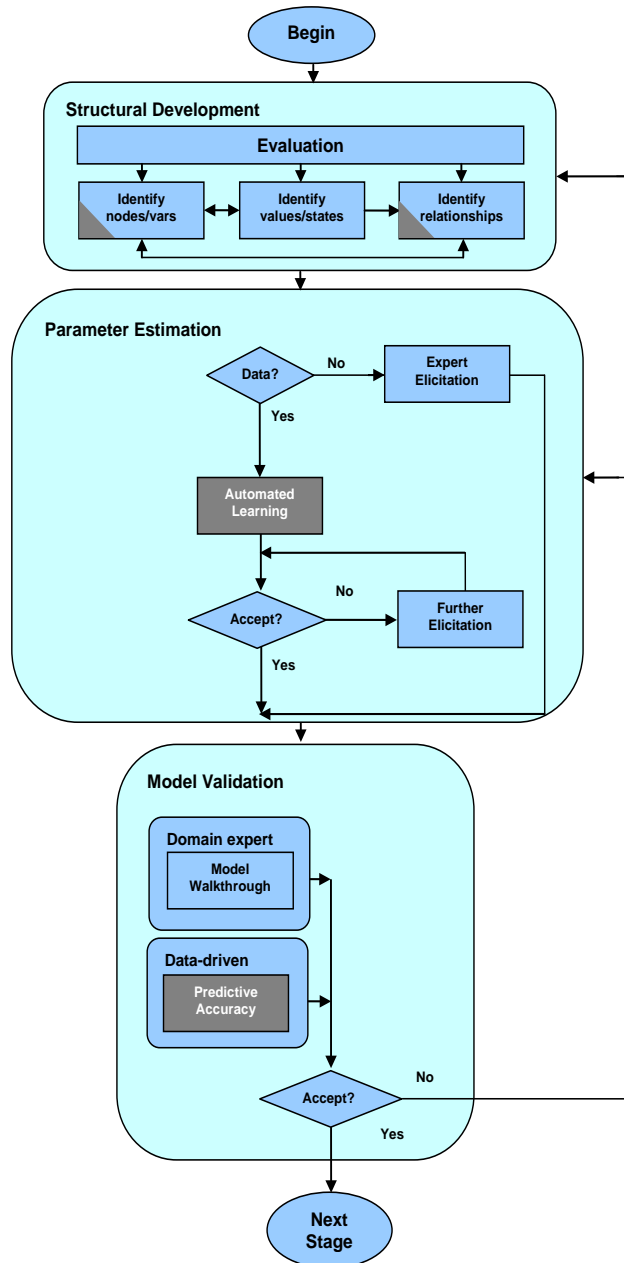 Begin
Structural Development
Evaluation
Identify
nodes/vars
Identify
values/states
Identify
relationships
Parameter Estimation
Data?
No
Expert
Elicitation
Yes
Automated
Learning
Accept?
No
Further
Elicitation
Yes
Model Validation
Domain expert
Model
Walkthrough
Data-driven
Predictive
Accuracy
Accept?
No
Yes
Next
Stage